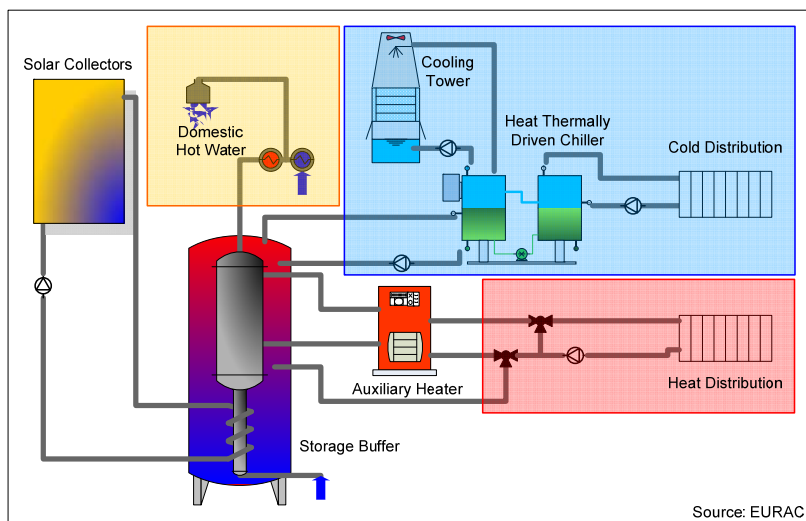 Solar Collectors
Domestic
Hot Water
Cooling
Tower
Heat Thermally
Driven Chiller
Cold Distribution
Auxiliary Heater
Heat Distribution
Storage Buffer
Source: EURAC